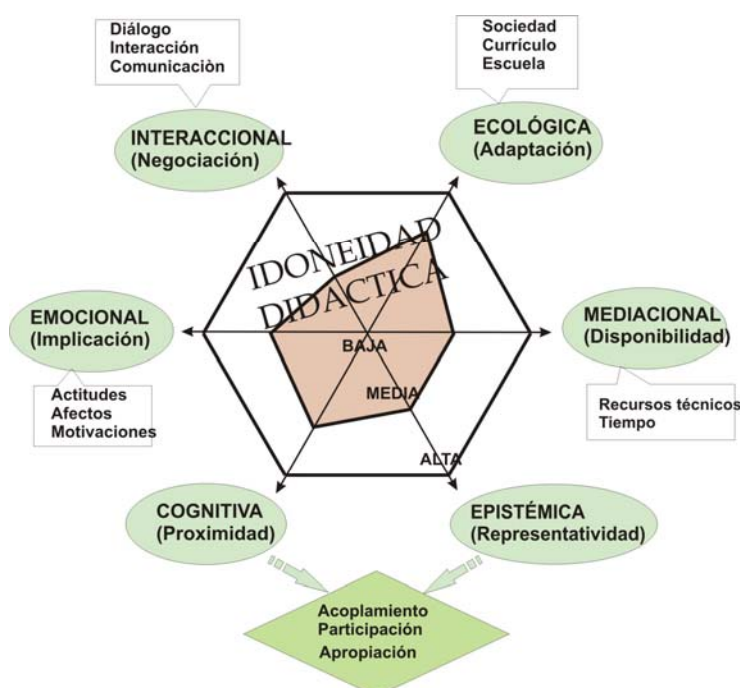 Diálogo
Interacción
Comunicaciòn
Sociedad
Currículo
Escuela
INTERACCIONAL
(Negociación)
ECOLÓGICA
(Adaptación)
IDONEIDAD
DIDÁCTICA
EMOCIONAL
(Implicación)
MEDIACIONAL
(Disponibilidad)
BAJA
MEDIA
ALTA
Actitudes
Afectos
Motivaciones
Recursos técnicos
Tiempo
COGNITIVA
(Proximidad)
EPISTÉMICA
(Representatividad)
Acoplamiento
Participación
Apropiación